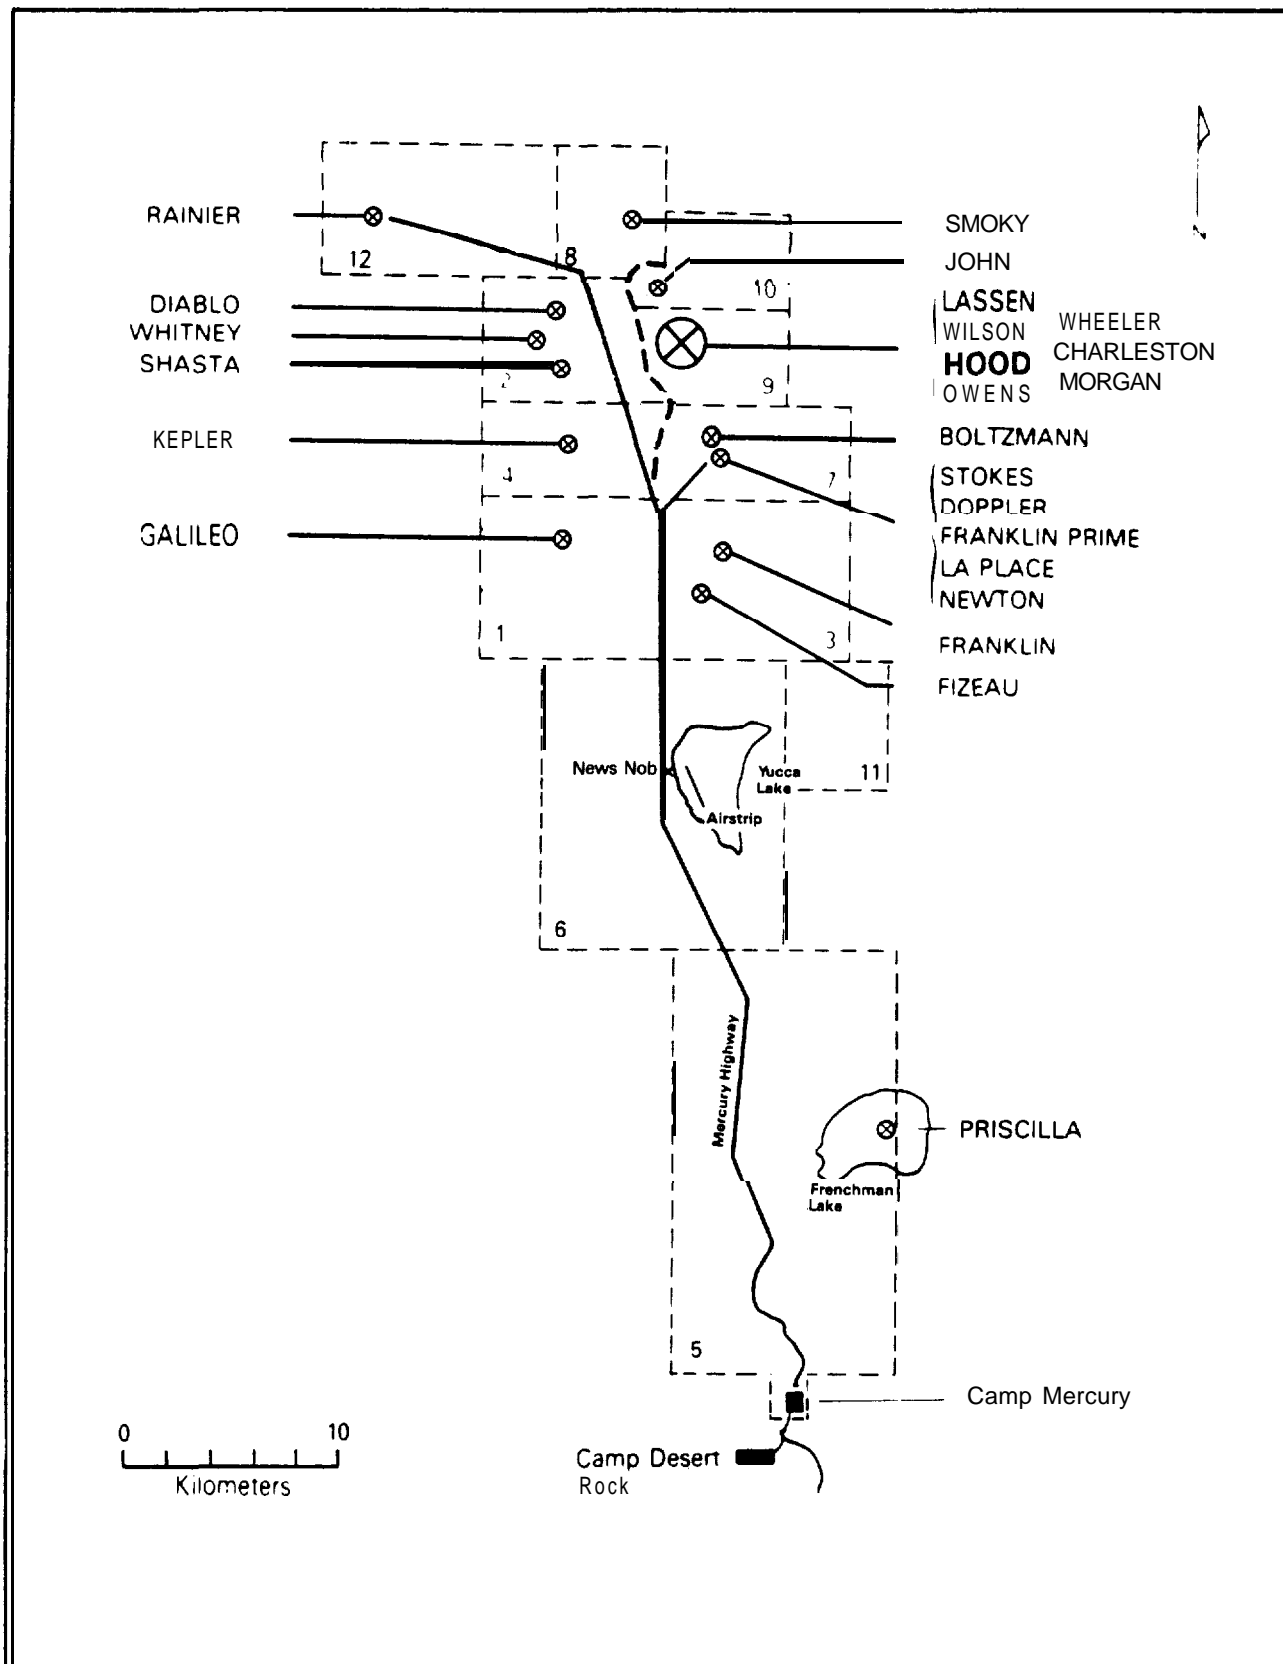 RAINIER
SMOKY
12
8
JOHN
10
DIABLO
WHITNEY
SHASTA
2
9
LASSEN
WILSON
HOOD
OWENS
WHEELER
CHARLESTON
MORGAN
KEPLER
4
7
BOLTZMANN
STOKES
DOPPLER
FRANKLIN PRIME
LA PLACE
NEWTON
GALILEO
1
3
FRANKLIN
FIZEAU
News Nob
Yucca
Lake
11
Airstrip
6
Mercury Highway
PRISCILLA
Frenchman
Lake
5
Camp Mercury
0 10
Kilometers
Camp Desert
Rock